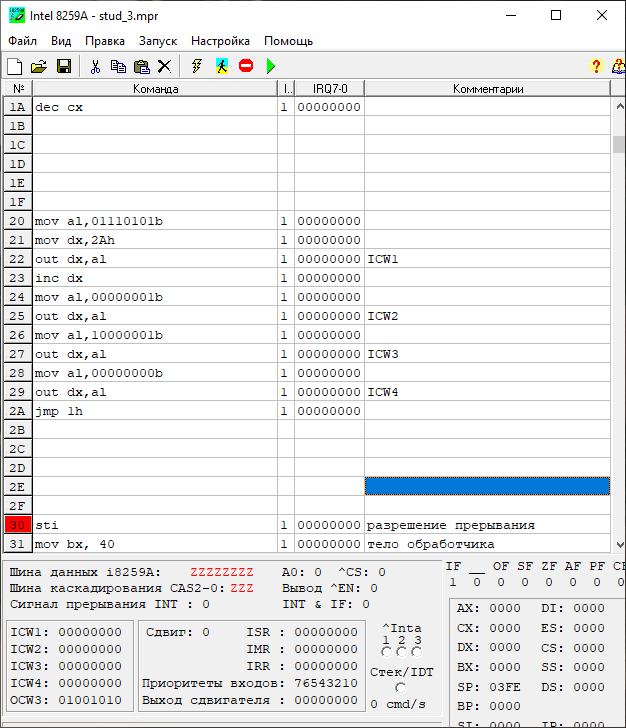 Intel 8259A - stud_3.mpr
Файл Вид Правка Запуск Настройка Помощь
№ Команда I.. IRQ7-0 Комментарии
1A dec cx 1 00000000
1B
1C
1D
1E
1F
20 mov al,01110101b 1 00000000
21 mov dx,2Ah 1 00000000
22 out dx,al 1 00000000 ICW1
23 inc dx 1 00000000
24 mov al,00000001b 1 00000000
25 out dx,al 1 00000000 ICW2
26 mov al,10000001b 1 00000000
27 out dx,al 1 00000000 ICW3
28 mov al,00000000b 1 00000000
29 out dx,al 1 00000000 ICW4
2A jmp 1h 1 00000000
2B
2C
2D
2E
2F
30 sti 1 00000000 разрешение прерывания
31 mov bx, 40 1 00000000 тело обработчика
Шина данных i8259A: ZZZZZZZZ A0: 0 ^CS: 0
Шина каскадирования CAS2-0: ZZZ Вывод ^EN: 0
Сигнал прерывания INT : 0 INT & IF: 0
ICW1: 00000000
ICW2: 00000000
ICW3: 00000000
ICW4: 00000000
OCW3: 01001010
Сдвиг: 0 ISR : 00000000
IMR : 00000000
IRR : 00000000
Приоритеты входов: 76543210
Выход сдвигателя : 00000000
^Inta
1 2 3
Стек/IDT
0 cmd/s
IF __ OF SF ZF AF PF CF
1 0 0 0 0 0 0 0
AX: 0000 DI: 0000
CX: 0000 ES: 0000
DX: 0000 CS: 0000
BX: 0000 SS: 0000
SP: 03FE DS: 0000
BP: 0000
SI: 0000 IP: 0000